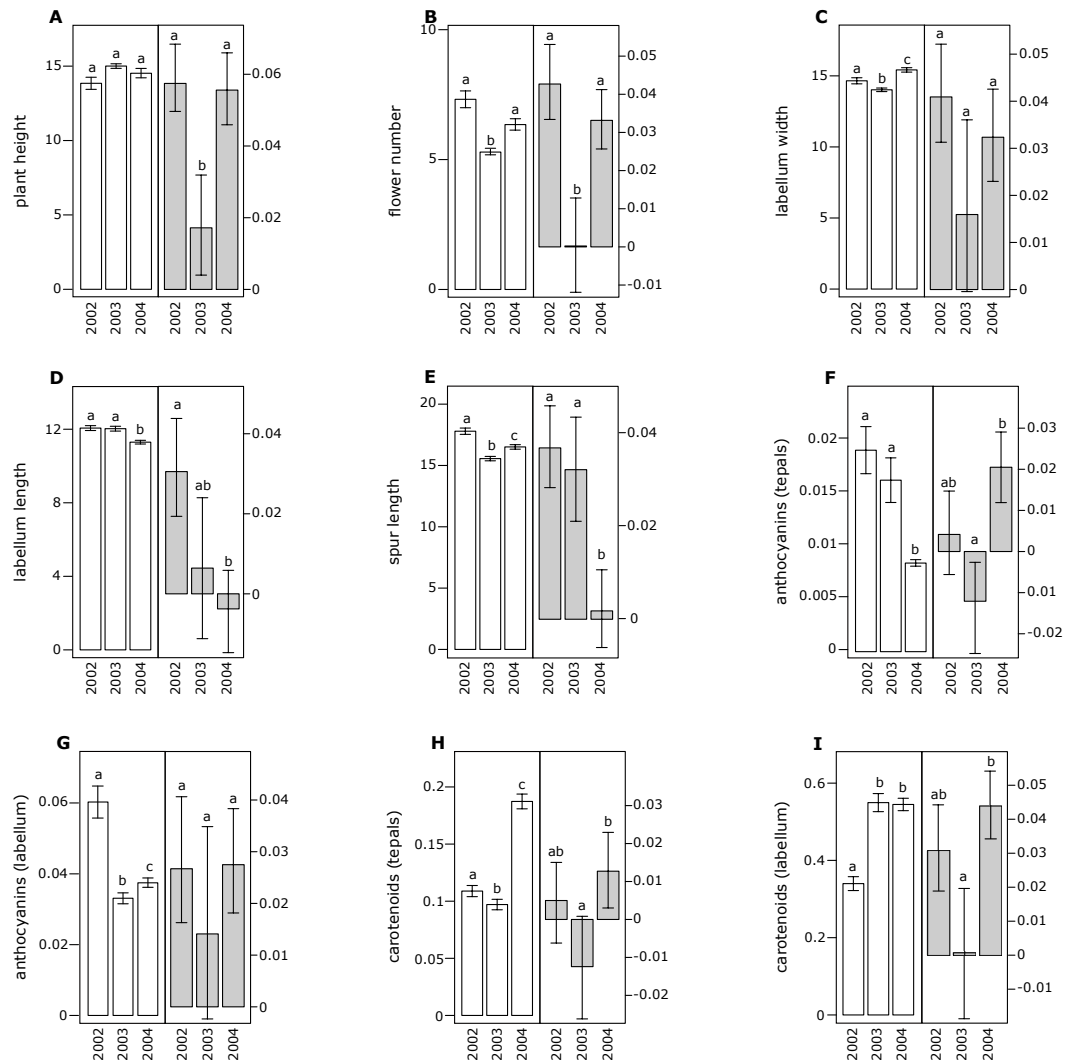 A
plant height
15
10
5
0
a
a
a
a
b
a
0.06
0.04
0.02
0
2002
2003
2004
2002
2003
2004
B
flower number
10
5
0
a
b
a
a
b
a
0.05
0.04
0.03
0.02
0.01
0
-0.01
2002
2003
2004
2002
2003
2004
C
labellum width
15
10
5
0
a
b
c
a
a
a
0.05
0.04
0.03
0.02
0.01
0
2002
2003
2004
2002
2003
2004
D
labellum length
12
8
4
0
a
a
b
a
ab
b
0.04
0.02
0
2002
2003
2004
2002
2003
2004
E
spur length
20
15
10
5
0
a
b
c
a
a
b
0.04
0.02
0
2002
2003
2004
2002
2003
2004
F
anthocyanins (tepals)
0.02
0.015
0.01
0.005
0
a
a
b
ab
a
b
0.03
0.02
0.01
0
-0.01
-0.02
2002
2003
2004
2002
2003
2004
G
anthocyanins (labellum)
0.06
0.04
0.02
0
a
b
c
a
a
a
0.04
0.03
0.02
0.01
0
2002
2003
2004
2002
2003
2004
H
carotenoids (tepals)
0.2
0.15
0.1
0.05
0
a
b
c
ab
a
b
0.03
0.02
0.01
0
-0.01
-0.02
2002
2003
2004
2002
2003
2004
I
carotenoids (labellum)
0.6
0.4
0.2
0
a
b
b
ab
a
b
0.05
0.04
0.03
0.02
0.01
0
-0.01
2002
2003
2004
2002
2003
2004